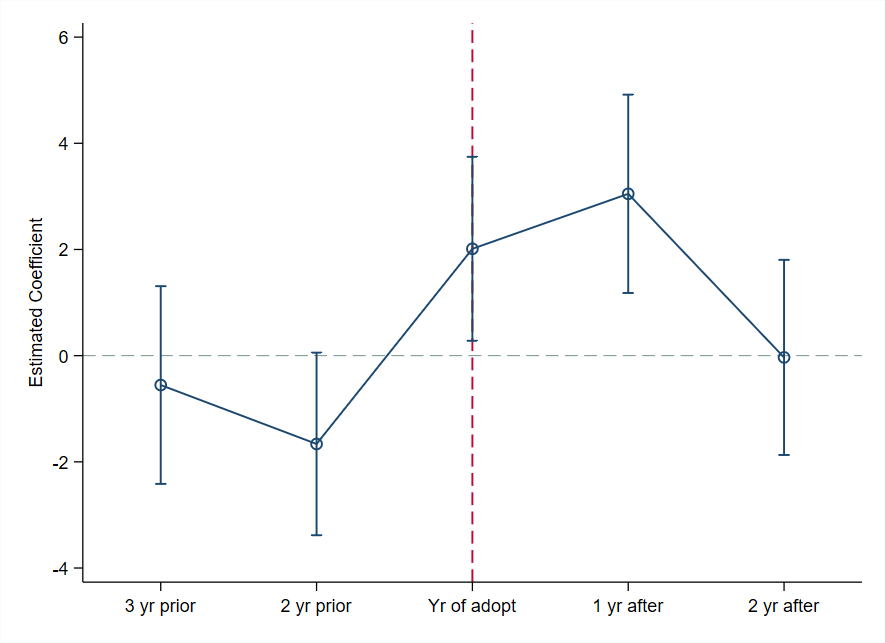 6
4
2
0
-2
-4
Estimated Coefficient
3 yr prior
2 yr prior
Yr of adopt
1 yr after
2 yr after